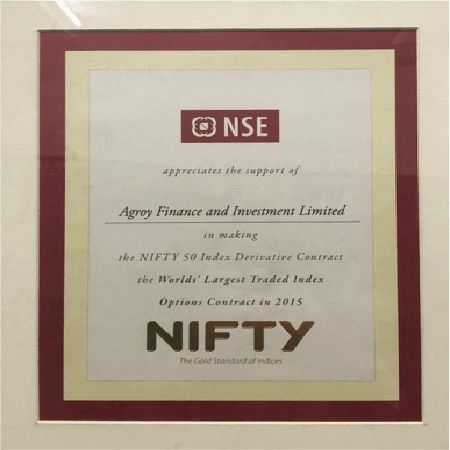 NSE
appreciates the support of
Agroy Finance and Investment Limited
in making
the NIFTY 50 Index Derivative Contract
the Worlds' Largest Traded Index
Options Contract in 2015
NIFTY
The Gold Standard of Indices